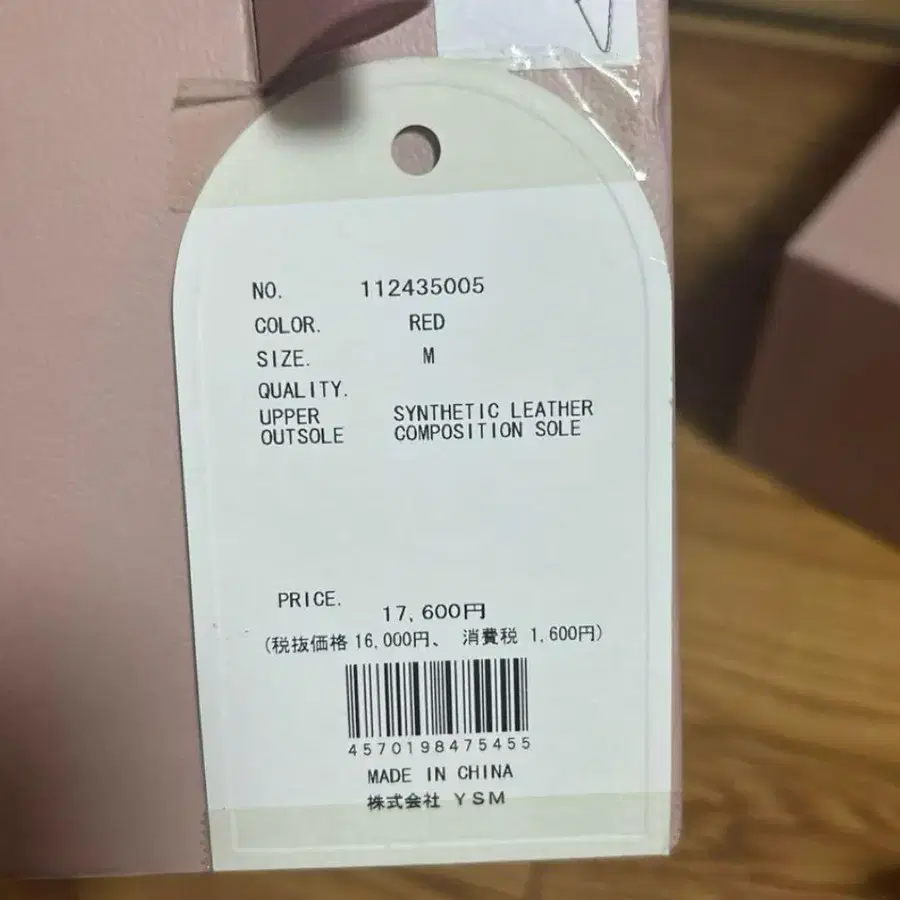 NO. 112435005
COLOR. RED
SIZE. M
QUALITY.
UPPER SYNTHETIC LEATHER
OUTSOLE COMPOSITION SOLE
PRICE. 17,600円
(税抜価格 16,000円、 消費税 1,600円)
4570198475455
MADE IN CHINA
株式会社 YSM